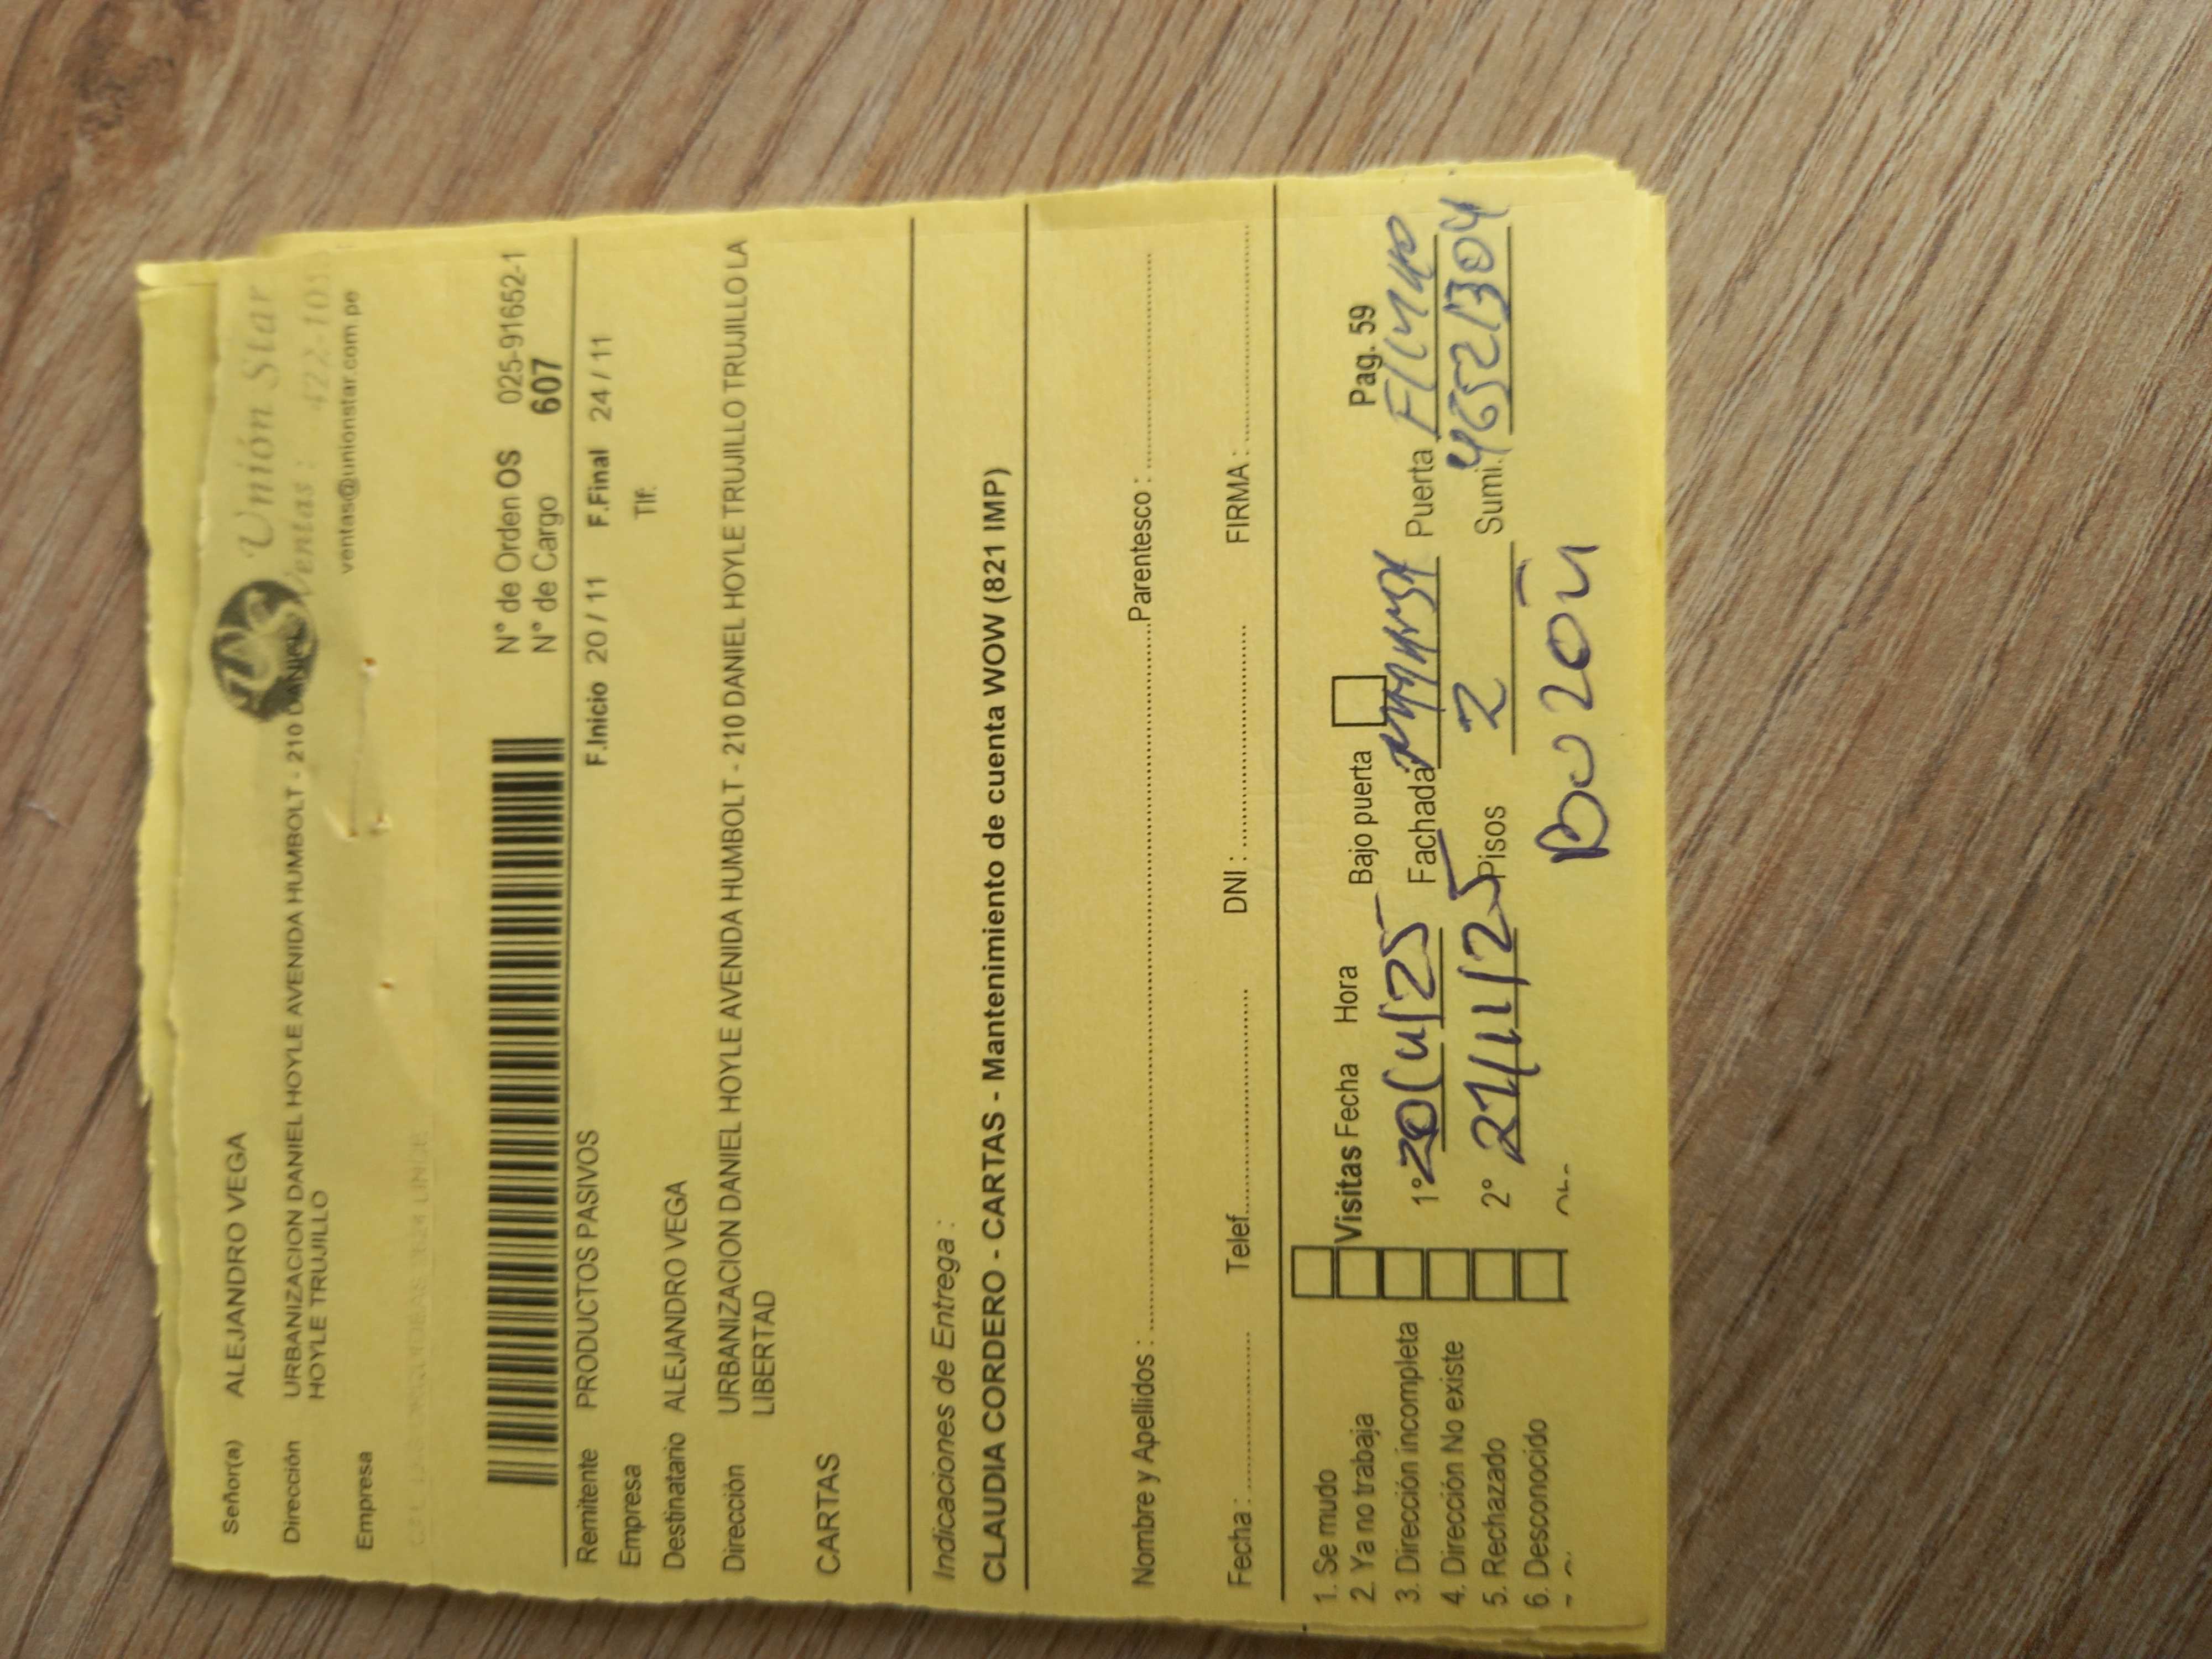 Unión Star
Señor(a) ALEJANDRO VEGA
Ventas : 422-105
Dirección URBANIZACION DANIEL HOYLE AVENIDA HUMBOLT - 210 DANIEL
HOYLE TRUJILLO
ventas@unionstar.com.pe
Empresa
N° de Orden OS 025-91652-1
N° de Cargo 607
Remitente PRODUCTOS PASIVOS F.Inicio 20 / 11 F.Final 24 / 11
Empresa Tlf.
Destinatario ALEJANDRO VEGA
Dirección URBANIZACION DANIEL HOYLE AVENIDA HUMBOLT - 210 DANIEL HOYLE TRUJILLO TRUJILLO LA
LIBERTAD
CARTAS
Indicaciones de Entrega :
CLAUDIA CORDERO - CARTAS - Mantenimiento de cuenta WOW (821 IMP)
Nombre y Apellidos : Parentesco :
Fecha : Telef. DNI : FIRMA :
1. Se mudo
2. Ya no trabaja Visitas Fecha Hora Bajo puerta Pag. 59
3. Dirección incompleta 1° 20/11/25 Fachada Puerta
4. Dirección No existe
5. Rechazado 2° 21/11/25 Pisos 2 Sumi. 46521304
6. Desconocido
Buzón